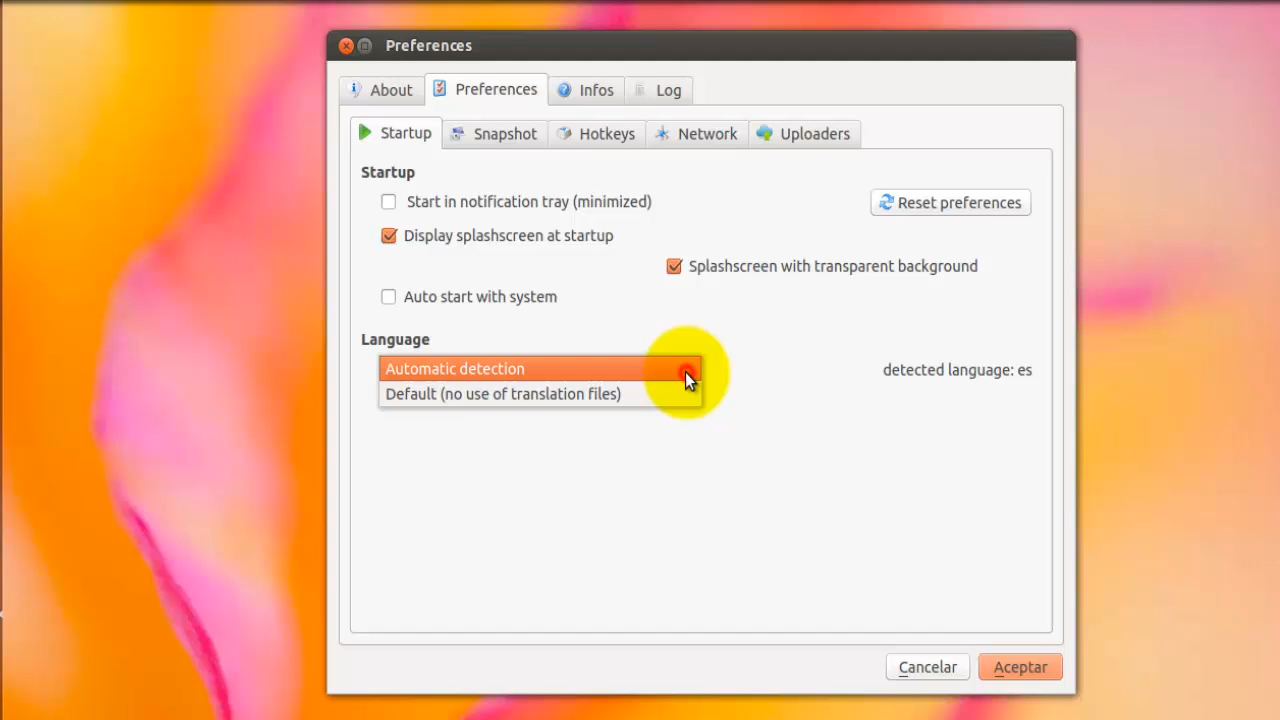 Preferences
About Preferences Infos Log
Startup Snapshot Hotkeys Network Uploaders
Startup
Start in notification tray (minimized) Reset preferences
Display splashscreen at startup
Splashscreen with transparent background
Auto start with system
Language
Automatic detection detected language: es
Default (no use of translation files)
Cancelar Aceptar